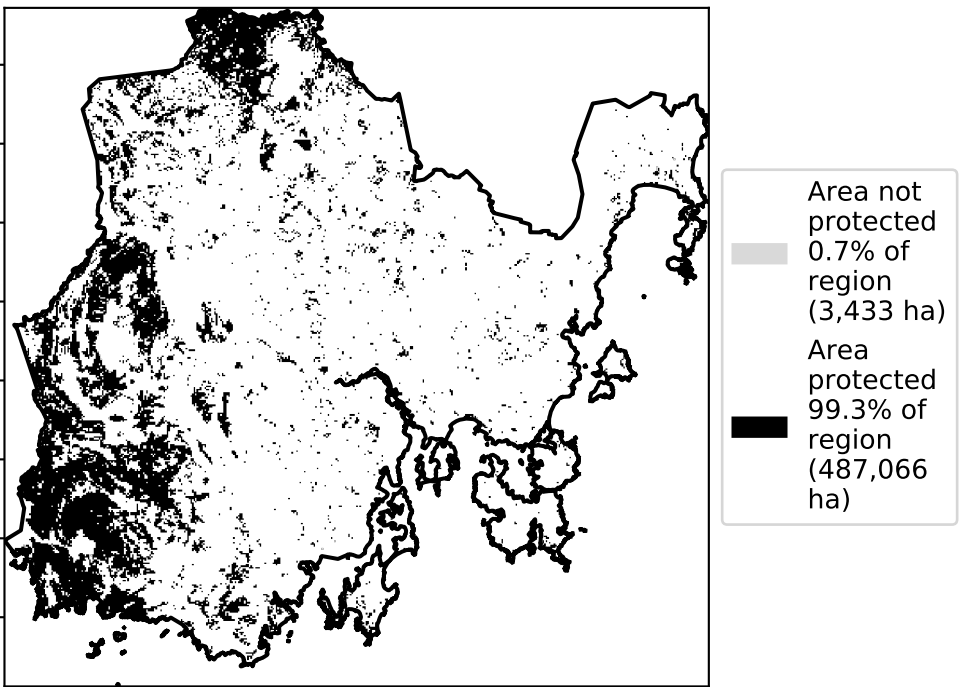 Area not
protected
0.7% of
region
(3,433 ha)
Area
protected
99.3% of
region
(487,066
ha)